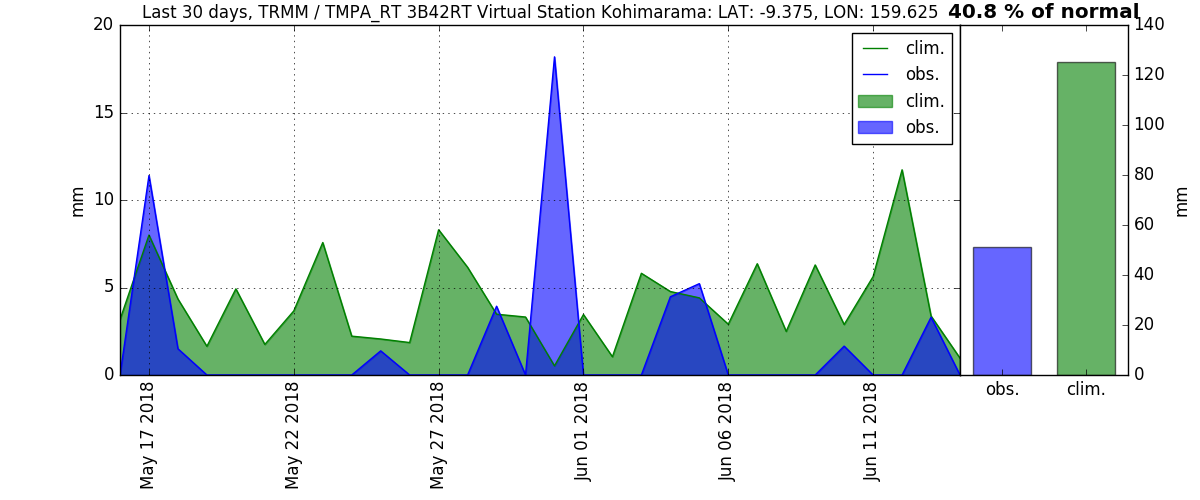 Last 30 days, TRMM / TMPA_RT 3B42RT Virtual Station Kohimarama: LAT: -9.375, LON: 159.625
40.8 % of normal
20
15
10
5
0
mm
clim.
obs.
clim.
obs.
140
120
100
80
60
40
20
0
mm
obs.
clim.
May 17 2018
May 22 2018
May 27 2018
Jun 01 2018
Jun 06 2018
Jun 11 2018